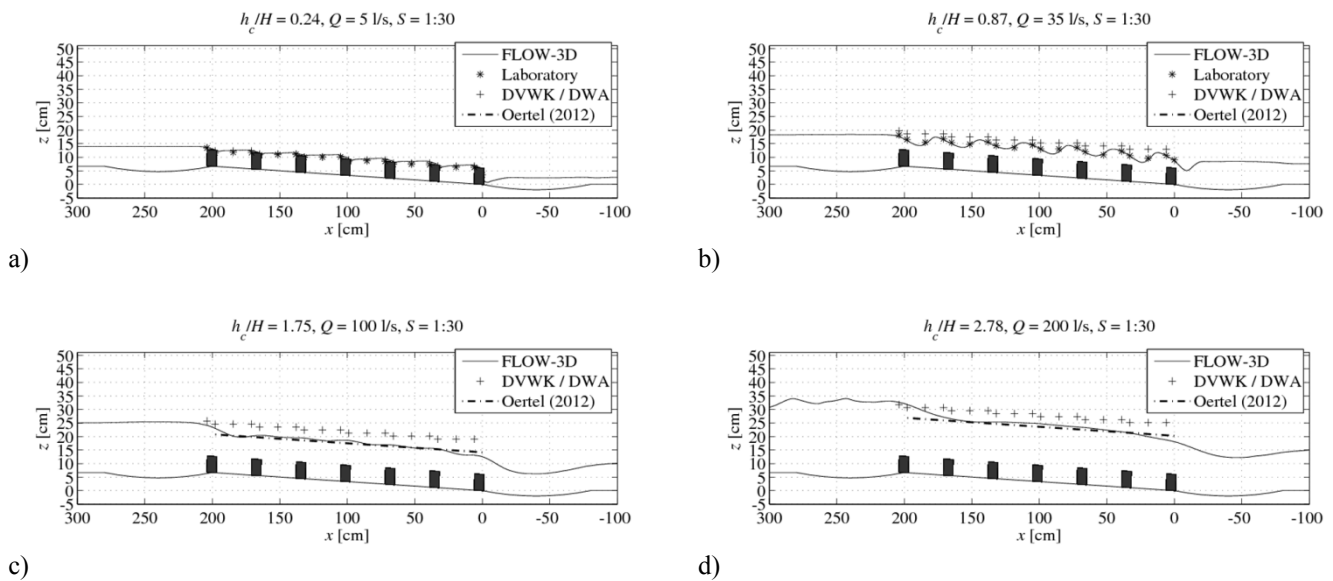 h_c/H = 0.24, Q = 5 l/s, S = 1:30
50
45
40
35
30
25
20
15
10
5
0
-5
z [cm]
FLOW-3D
Laboratory
DVWK / DWA
Oertel (2012)
300 250 200 150 100 50 0 -50 -100
x [cm]
a)
h_c/H = 0.87, Q = 35 l/s, S = 1:30
50
45
40
35
30
25
20
15
10
5
0
-5
z [cm]
FLOW-3D
Laboratory
DVWK / DWA
Oertel (2012)
300 250 200 150 100 50 0 -50 -100
x [cm]
b)
h_c/H = 1.75, Q = 100 l/s, S = 1:30
50
45
40
35
30
25
20
15
10
5
0
-5
z [cm]
FLOW-3D
DVWK / DWA
Oertel (2012)
300 250 200 150 100 50 0 -50 -100
x [cm]
c)
h_c/H = 2.78, Q = 200 l/s, S = 1:30
50
45
40
35
30
25
20
15
10
5
0
-5
z [cm]
FLOW-3D
DVWK / DWA
Oertel (2012)
300 250 200 150 100 50 0 -50 -100
x [cm]
d)